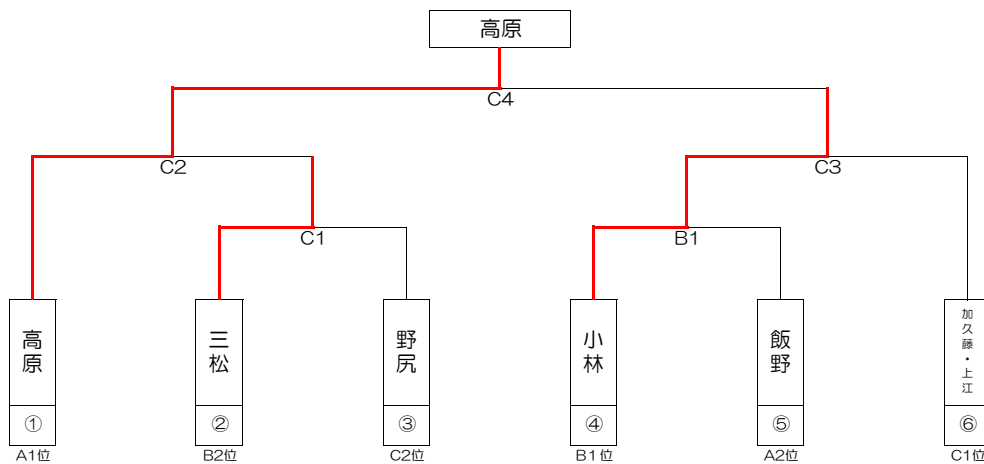 高原
C4
C2
C3
C1
B1
高原
三松
野尻
小林
飯野
加久藤・上江
①
②
③
④
⑤
⑥
A1位
B2位
C2位
B1位
A2位
C1位